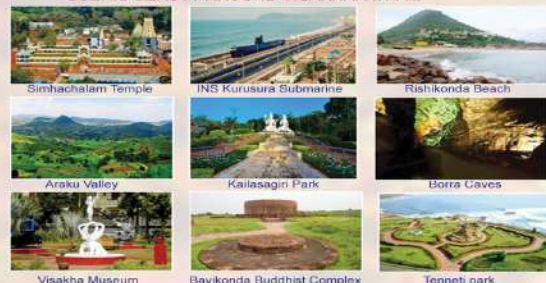 Simhachalam Temple
INS Kurusura Submarine
Rishikonda Beach
Araku Valley
Kailasagiri Park
Borra Caves
Visakha Museum
Bavikonda Buddhist Complex
Tenneti park